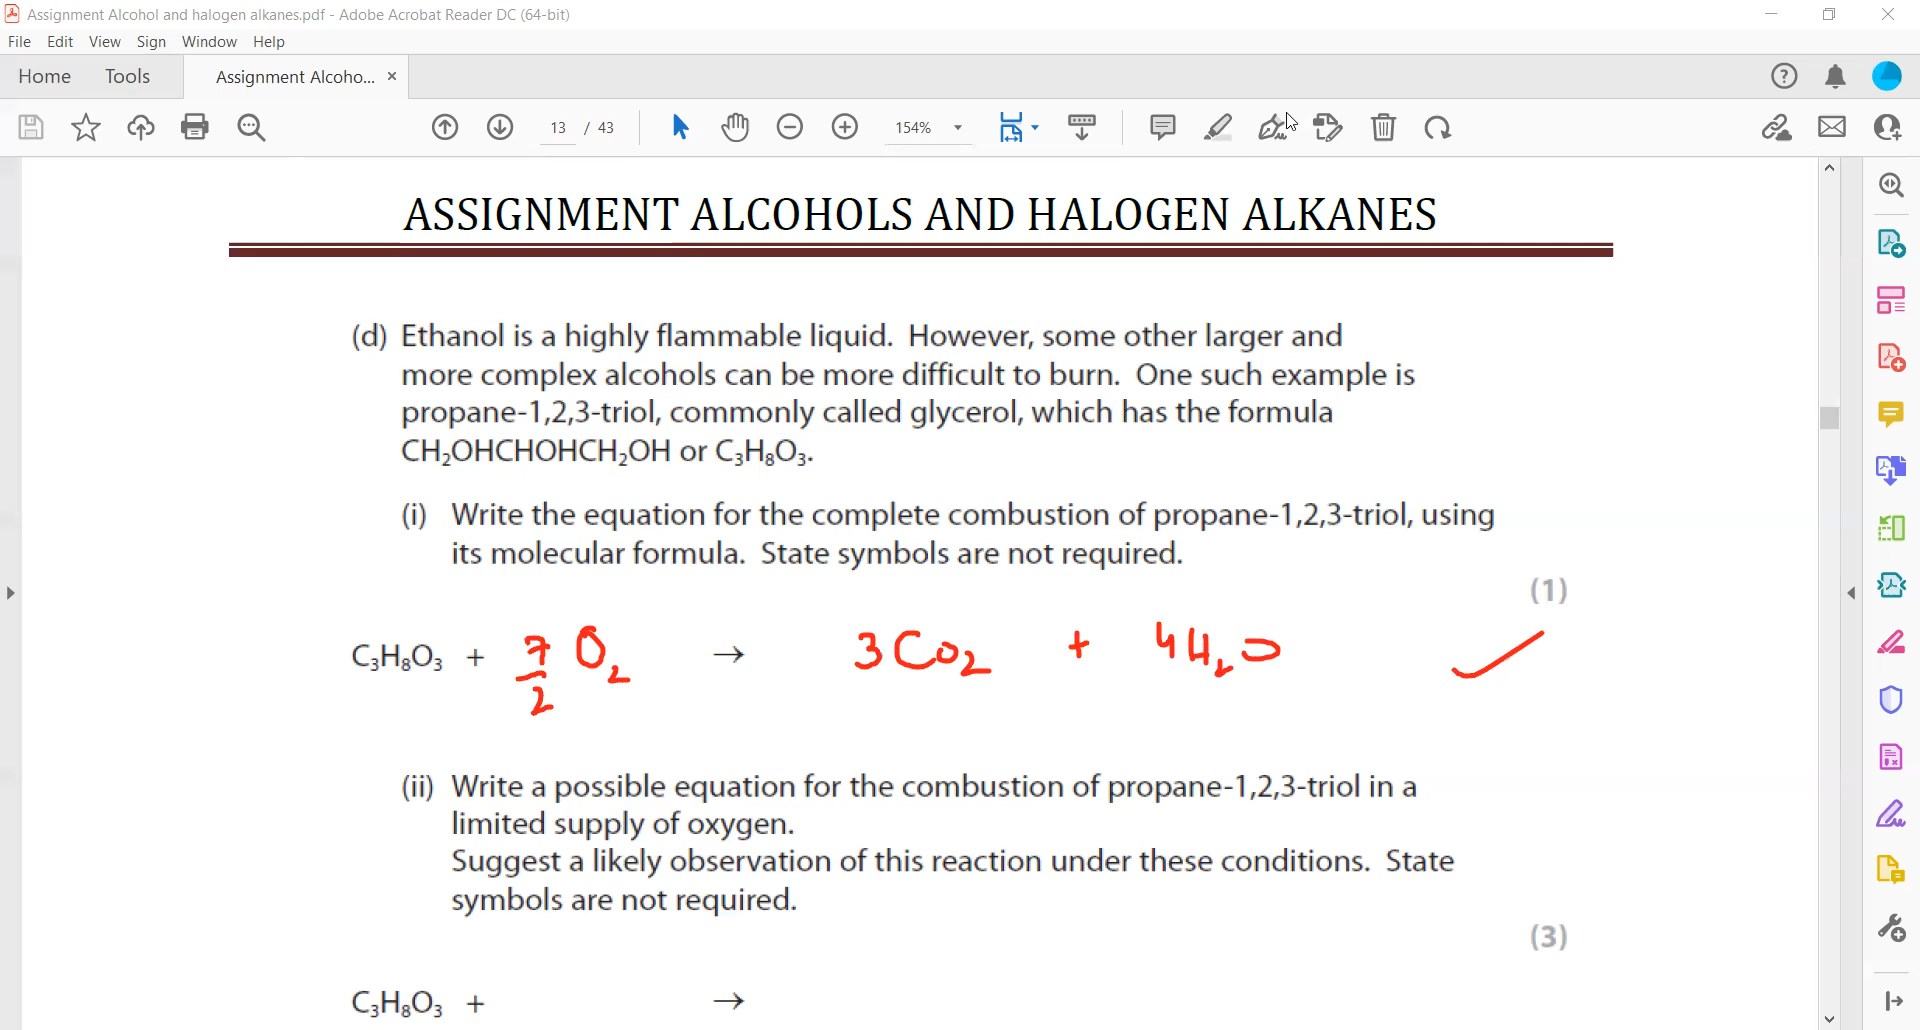 Assignment Alcohol and halogen alkanes.pdf - Adobe Acrobat Reader DC (64-bit)
File Edit View Sign Window Help
Home Tools Assignment Alcoho... ×
13 / 43 154%
ASSIGNMENT ALCOHOLS AND HALOGEN ALKANES
(d) Ethanol is a highly flammable liquid. However, some other larger and
more complex alcohols can be more difficult to burn. One such example is
propane-1,2,3-triol, commonly called glycerol, which has the formula
CH₂OHCHOHCH₂OH or C₃H₈O₃.
(i) Write the equation for the complete combustion of propane-1,2,3-triol, using
its molecular formula. State symbols are not required.
(1)
C₃H₈O₃ + 7/2 O₂ → 3CO₂ + 4H₂O ✓
(ii) Write a possible equation for the combustion of propane-1,2,3-triol in a
limited supply of oxygen.
Suggest a likely observation of this reaction under these conditions. State
symbols are not required.
(3)
C₃H₈O₃ + →